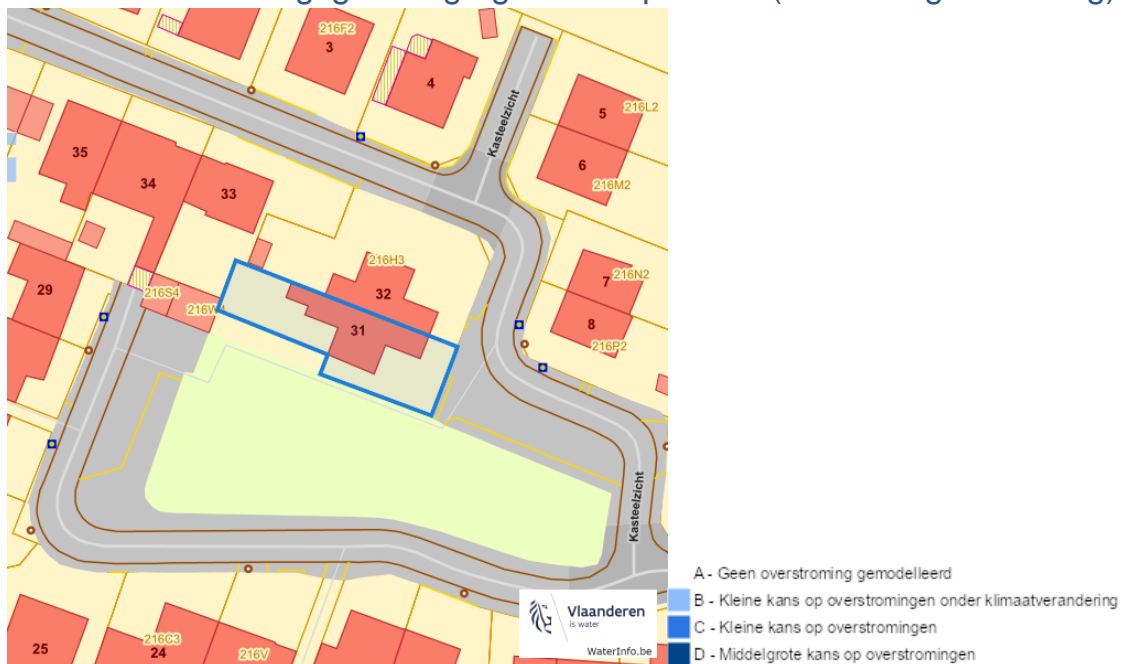 3
216F2
4
Kasteelzicht
5
216L2
6
216M2
35
34
33
216H3
32
7
216N2
29
216S4
31
8
216P2
Kasteelzicht
25
216C3
24
216V
Vlaanderen
is water
WaterInfo.be
A - Geen overstroming gemodelleerd
B - Kleine kans op overstromingen onder klimaatverandering
C - Kleine kans op overstromingen
D - Middelgrote kans op overstromingen